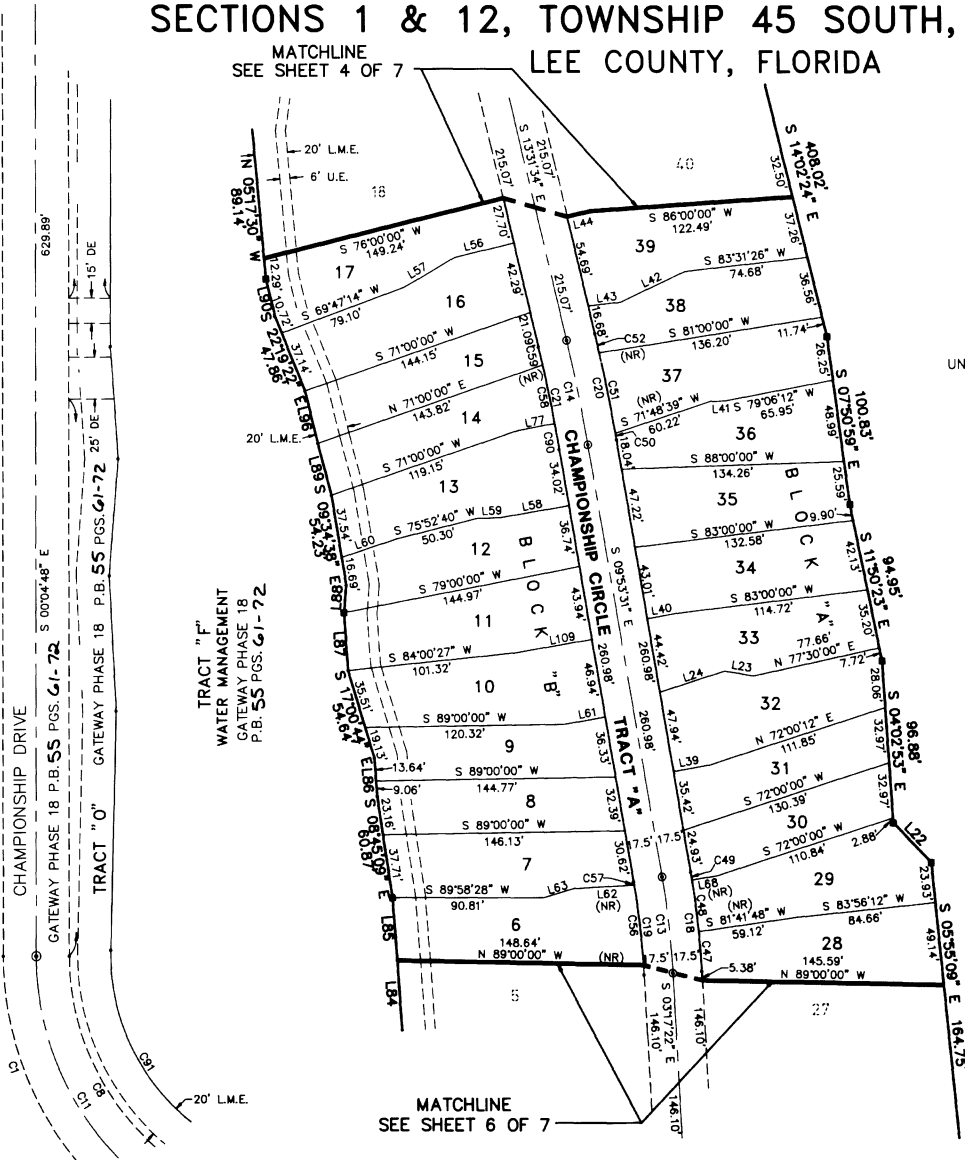 SECTIONS 1 & 12, TOWNSHIP 45 SOUTH,
LEE COUNTY, FLORIDA
MATCHLINE
SEE SHEET 4 OF 7
20' L.M.E.
6' U.E.
18
40
N 05°17'30" W
89.14'
S 76°00'00" W
149.24'
27.70'
215.07'
S 13°31'34" E
215.07'
L44
S 86°00'00" W
122.49'
32.50'
408.02'
S 14°02'24" E
629.89'
15' DE
12.29'
17
L56
L57
S 69°47'14" W
79.10'
10.72'
L90
S 22°19'22" E
47.86'
37.14'
42.29'
54.69'
215.07'
39
S 83°31'26" W
74.68'
L42
L43
37.26'
36.56'
16
S 71°00'00" W
144.15'
21.09'
C59
16.68'
38
C52
(NR)
S 81°00'00" W
136.20'
11.74'
UN
15
N 71°00'00" E
143.82'
(NR)
C58
C21
C14
C20
C51
37
(NR)
S 71°48'39" W
60.22'
L41
S 79°06'12" W
65.95'
26.25'
S 07°50'59" E
100.83'
48.99'
L96
20' L.M.E.
14
L77
S 71°00'00" W
119.15'
C90
34.02'
C50
18.04'
36
S 88°00'00" W
134.26'
25' DE
L89
S 09°34'38" E
54.23'
37.54'
13
S 75°52'40" W
50.30'
L59
L58
L60
36.74'
CHAMPIONSHIP CIRCLE
47.22'
35
S 83°00'00" W
132.58'
25.59'
9.90'
BLOCK
"A"
16.69'
L88
12
S 79°00'00" W
144.97'
BLOCK
"B"
43.94'
S 09°53'31" E
260.98'
43.01'
34
L40
S 83°00'00" W
114.72'
42.13'
S 11°50'23" E
94.95'
35.20'
TRACT "F"
WATER MANAGEMENT
GATEWAY PHASE 18
P.B. 55 PGS. 61-72
L87
11
S 84°00'27" W
101.32'
L109
260.98'
46.94'
44.42'
260.98'
33
77.66'
N 77°30'00" E
7.72'
L24
L23
S 17°00'44" E
54.64'
35.51'
10
L61
S 89°00'00" W
120.32'
19.13'
TRACT "A"
36.33'
47.94'
32
N 72°00'12" E
111.85'
L39
28.06'
32.97'
S 04°02'53" E
96.88'
L86
13.64'
9
S 89°00'00" W
144.77'
9.06'
32.39'
35.42'
31
S 72°00'00" W
130.39'
32.97'
S 08°45'09" E
60.87'
23.16'
8
S 89°00'00" W
146.13'
30.62'
17.5'
17.5'
24.93'
30
S 72°00'00" W
110.84'
2.88'
L22
37.71'
7
S 89°58'28" W
90.81'
L63
C57
L62
(NR)
C49
L68
(NR)
29
23.93'
L85
6
148.64'
N 89°00'00" W
(NR)
C56
C19
C13
C18
C48
(NR)
S 81°41'48" W
59.12'
S 83°56'12" W
84.66'
C47
28
145.59'
N 89°00'00" W
49.14'
S 05°55'09" E
164.75
17.5'
17.5'
5.38'
L84
5
146.10'
S 03°17'22" E
146.10'
146.10'
27
MATCHLINE
SEE SHEET 6 OF 7
CHAMPIONSHIP DRIVE
GATEWAY PHASE 18 P.B. 55 PGS. 61-72
S 00°04'48" E
TRACT "O"
GATEWAY PHASE 18 P.B. 55 PGS. 61-72
C1
C11
C8
C91
20' L.M.E.